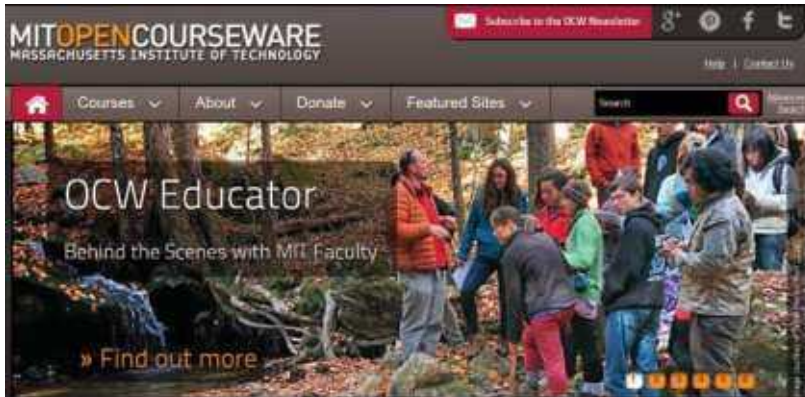 Subscribe to the OCW Newsletter
MITOPENCOURSEWARE
MASSACHUSETTS INSTITUTE OF TECHNOLOGY
Help | Contact Us
Courses
About
Donate
Featured Sites
Search
OCW Educator
Behind the Scenes with MIT Faculty
» Find out more